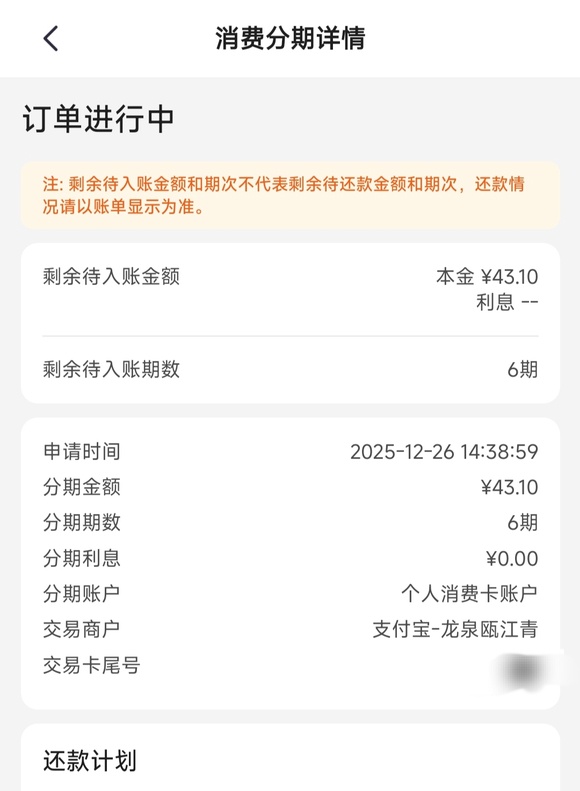 消费分期详情
订单进行中
注: 剩余待入账金额和期次不代表剩余待还款金额和期次，还款情
况请以账单显示为准。
剩余待入账金额 本金 ¥43.10
利息 --
剩余待入账期数 6期
申请时间 2025-12-26 14:38:59
分期金额 ¥43.10
分期期数 6期
分期利息 ¥0.00
分期账户 个人消费卡账户
交易商户 支付宝-龙泉瓯江青
交易卡尾号
还款计划